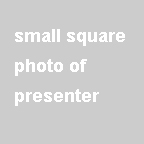 small square
photo of
presenter